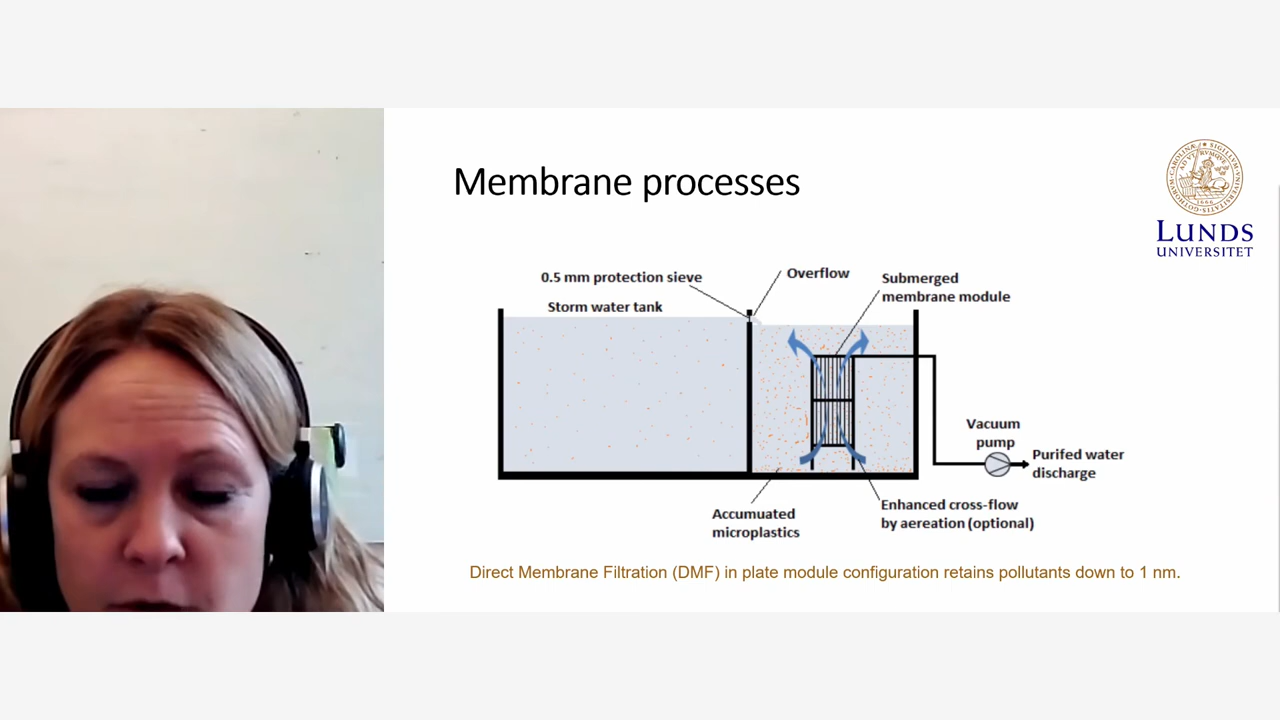 Membrane processes
LUNDS
UNIVERSITET
0.5 mm protection sieve
Overflow
Submerged
membrane module
Storm water tank
Vacuum
pump
Purifed water
discharge
Accumuated
microplastics
Enhanced cross-flow
by aereation (optional)
Direct Membrane Filtration (DMF) in plate module configuration retains pollutants down to 1 nm.